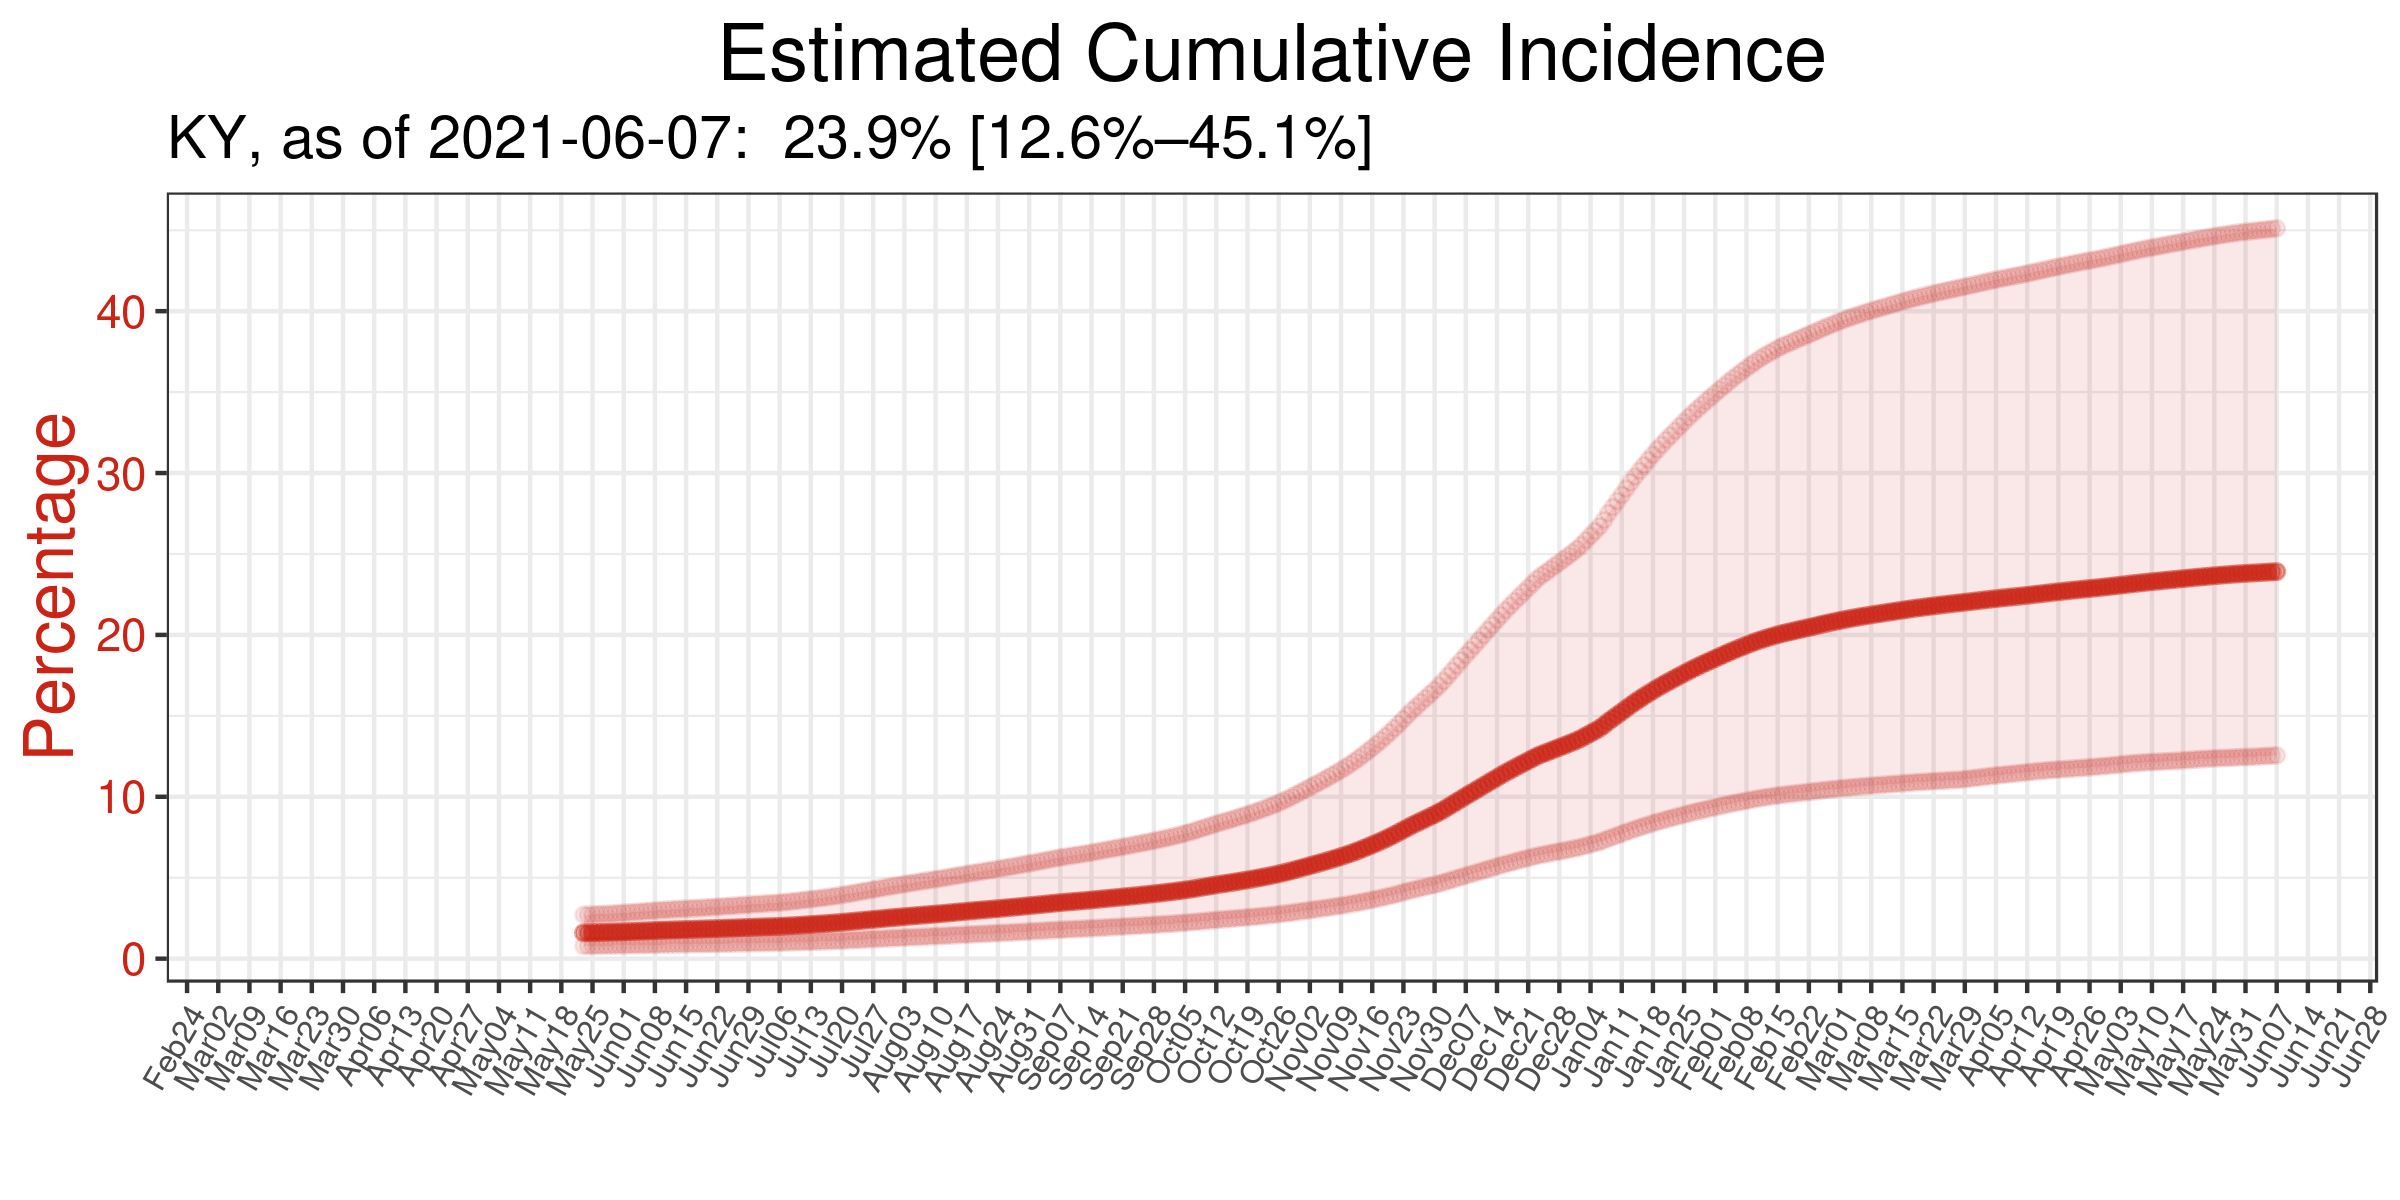 Estimated Cumulative Incidence
KY, as of 2021-06-07:  23.9% [12.6%–45.1%]
Percentage
40
30
20
10
0
Feb24
Mar02
Mar09
Mar16
Mar23
Mar30
Apr06
Apr13
Apr20
Apr27
May04
May11
May18
May25
Jun01
Jun08
Jun15
Jun22
Jun29
Jul06
Jul13
Jul20
Jul27
Aug03
Aug10
Aug17
Aug24
Aug31
Sep07
Sep14
Sep21
Sep28
Oct05
Oct12
Oct19
Oct26
Nov02
Nov09
Nov16
Nov23
Nov30
Dec07
Dec14
Dec21
Dec28
Jan04
Jan11
Jan18
Jan25
Feb01
Feb08
Feb15
Feb22
Mar01
Mar08
Mar15
Mar22
Mar29
Apr05
Apr12
Apr19
Apr26
May03
May10
May17
May24
May31
Jun07
Jun14
Jun21
Jun28